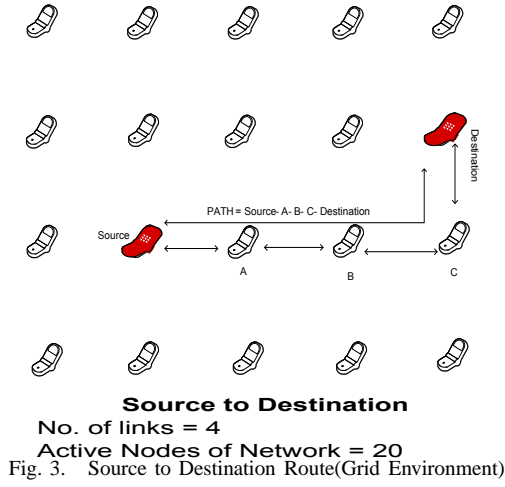 Destination
PATH = Source- A- B- C- Destination
Source
A
B
C
Source to Destination
No. of links = 4
Active Nodes of Network = 20
Fig. 3. Source to Destination Route(Grid Environment)